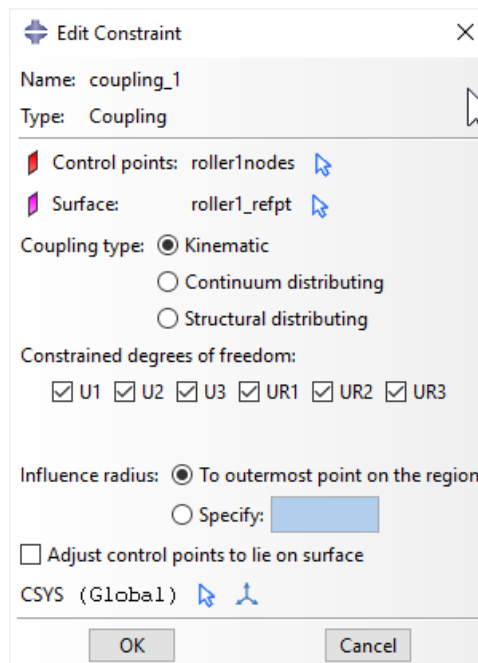 Edit Constraint
Name: coupling_1
Type: Coupling
Control points: roller1nodes
Surface: roller1_refpt
Coupling type: Kinematic
Continuum distributing
Structural distributing
Constrained degrees of freedom:
U1 U2 U3 UR1 UR2 UR3
Influence radius: To outermost point on the region
Specify:
Adjust control points to lie on surface
CSYS (Global)
OK Cancel